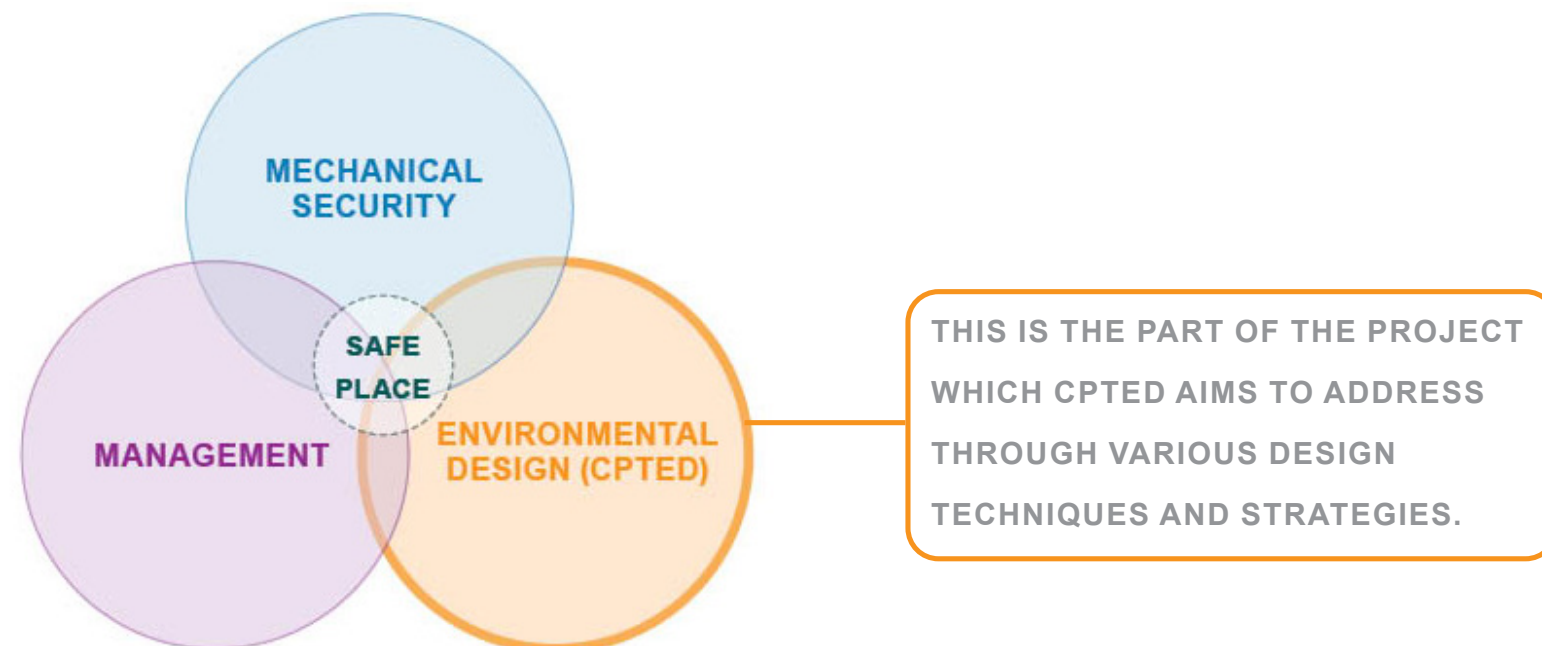 MECHANICAL
SECURITY
SAFE
PLACE
MANAGEMENT
ENVIRONMENTAL
DESIGN (CPTED)
THIS IS THE PART OF THE PROJECT
WHICH CPTED AIMS TO ADDRESS
THROUGH VARIOUS DESIGN
TECHNIQUES AND STRATEGIES.